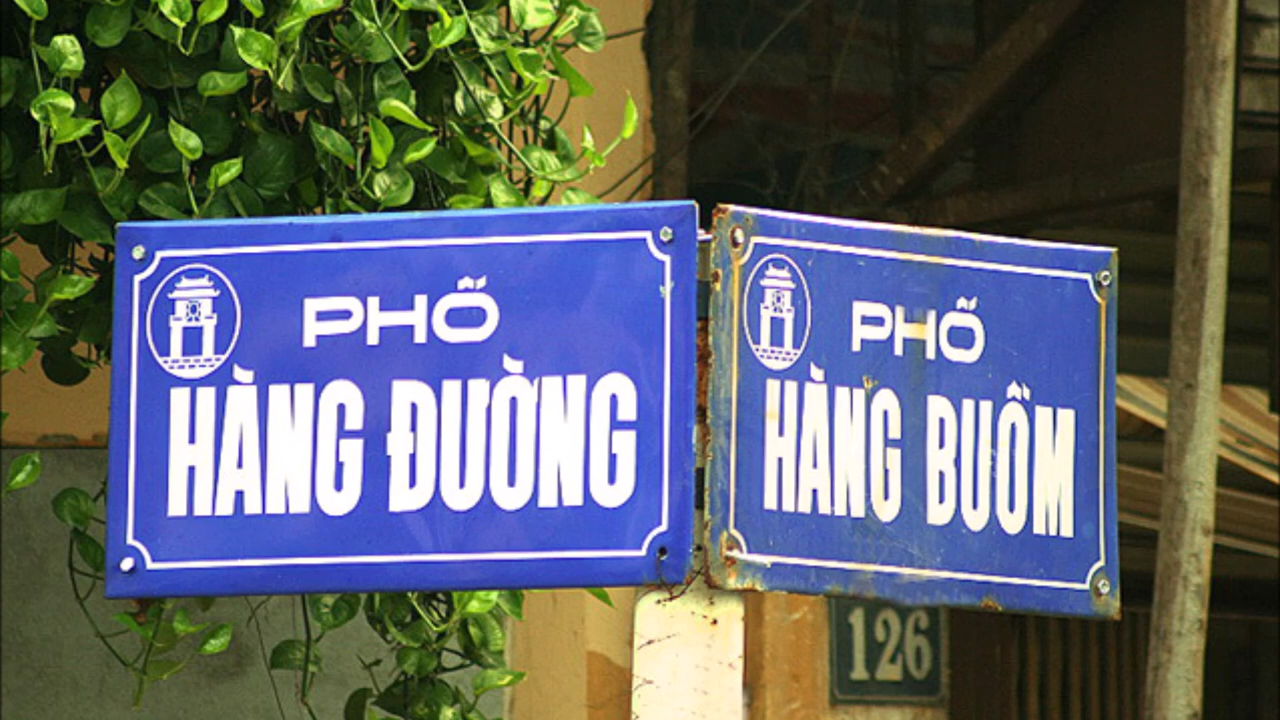 PHỐ
HÀNG ĐƯỜNG
PHỐ
HÀNG BUỒM
126